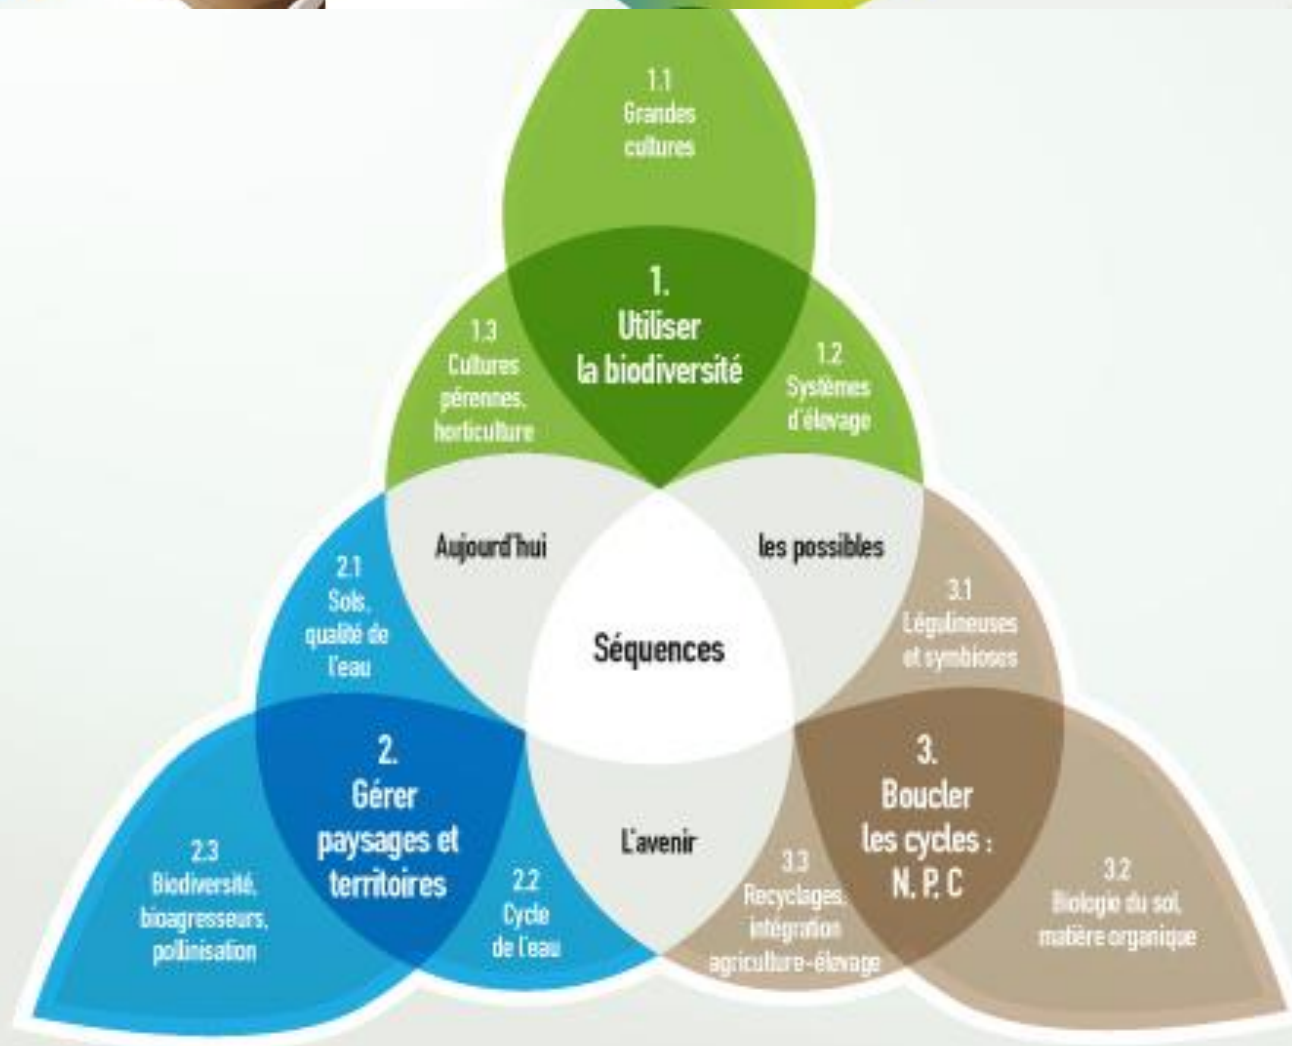 1.1
Grandes
cultures
1.
Utiliser
la biodiversité
1.3
Cultures
pérennes,
horticulture
1.2
Systèmes
d'élevage
Aujourd'hui
les possibles
Séquences
L'avenir
2.1
Sols,
qualité de
l'eau
2.
Gérer
paysages et
territoires
2.3
Biodiversité,
bioagresseurs,
pollinisation
2.2
Cycle
de l'eau
3.1
Légulineuses
et symbioses
3.
Boucler
les cycles :
N. P. C
3.3
Recyclages,
intégration
agriculture-élevage
3.2
Biologie du sol,
matière organique